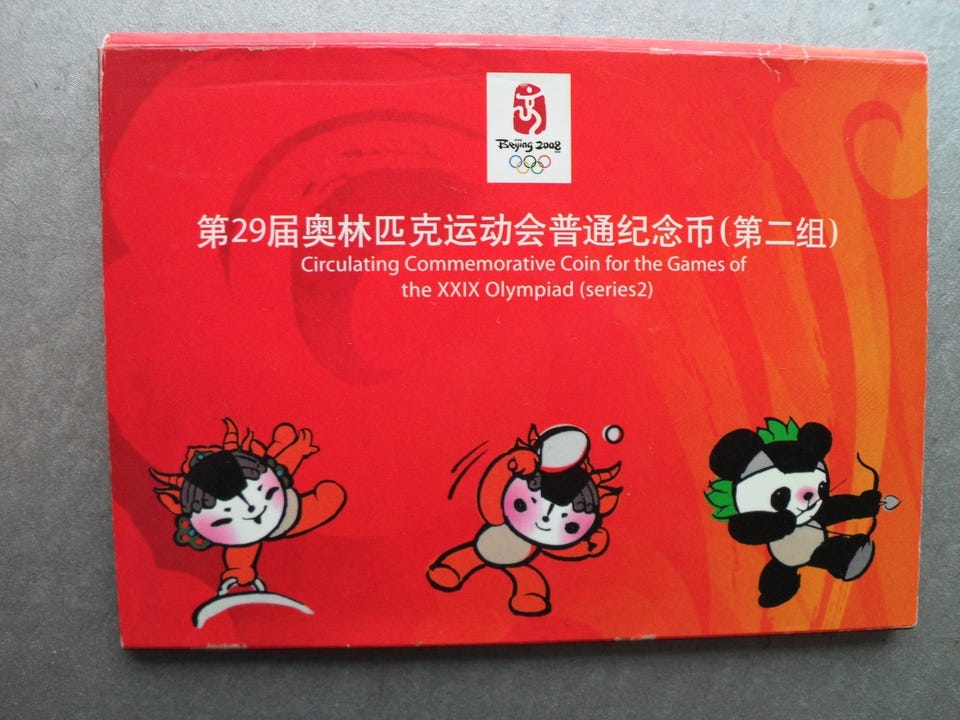 Beijing 2008
第29届奥林匹克运动会普通纪念币(第二组)
Circulating Commemorative Coin for the Games of
the XXIX Olympiad (series2)